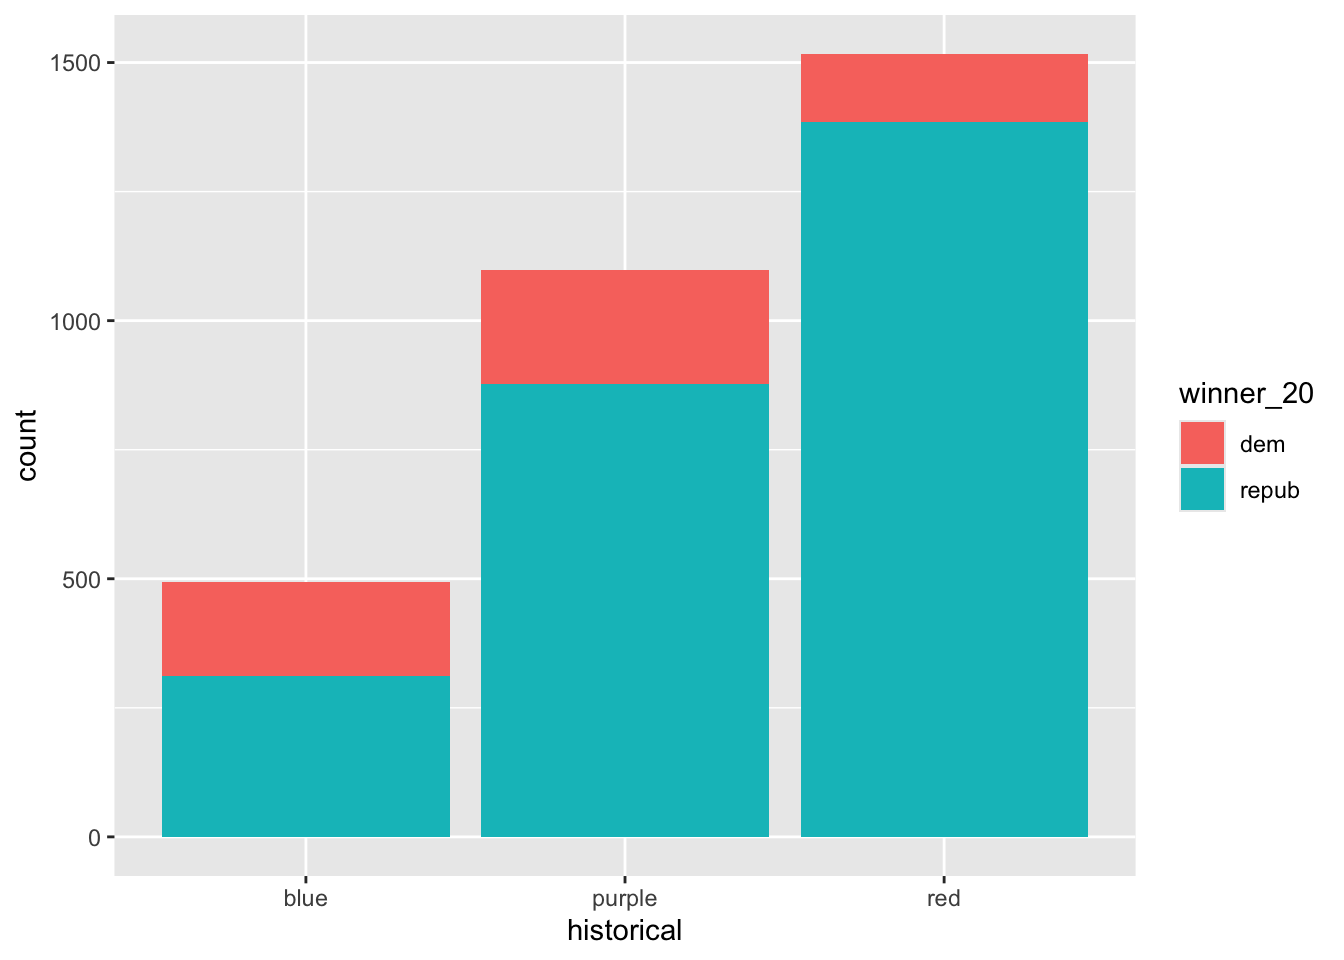 1500
1000
500
0
count
blue
purple
red
historical
winner_20
dem
repub